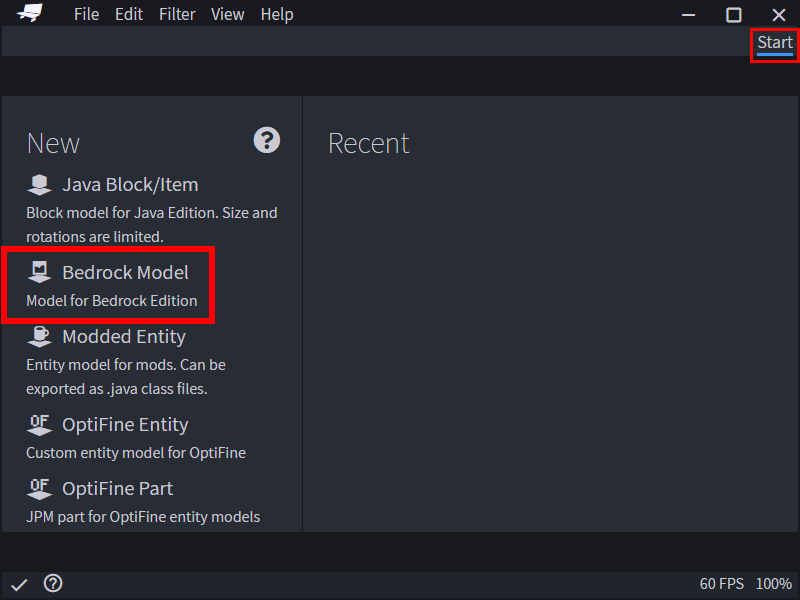 File Edit Filter View Help
Start
New
Recent
Java Block/Item
Block model for Java Edition. Size and
rotations are limited.
Bedrock Model
Model for Bedrock Edition
Modded Entity
Entity model for mods. Can be
exported as .java class files.
OF OptiFine Entity
Custom entity model for OptiFine
OF OptiFine Part
JPM part for OptiFine entity models
60 FPS 100%